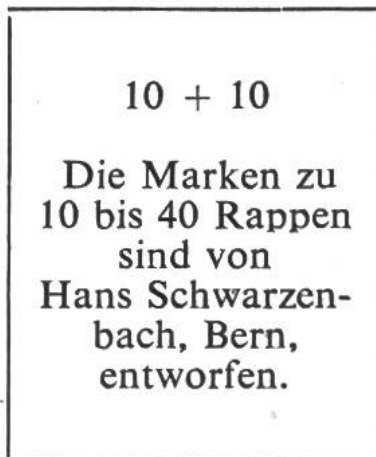 10 + 10
Die Marken zu
10 bis 40 Rappen
sind von
Hans Schwarzen-
bach, Bern,
entworfen.